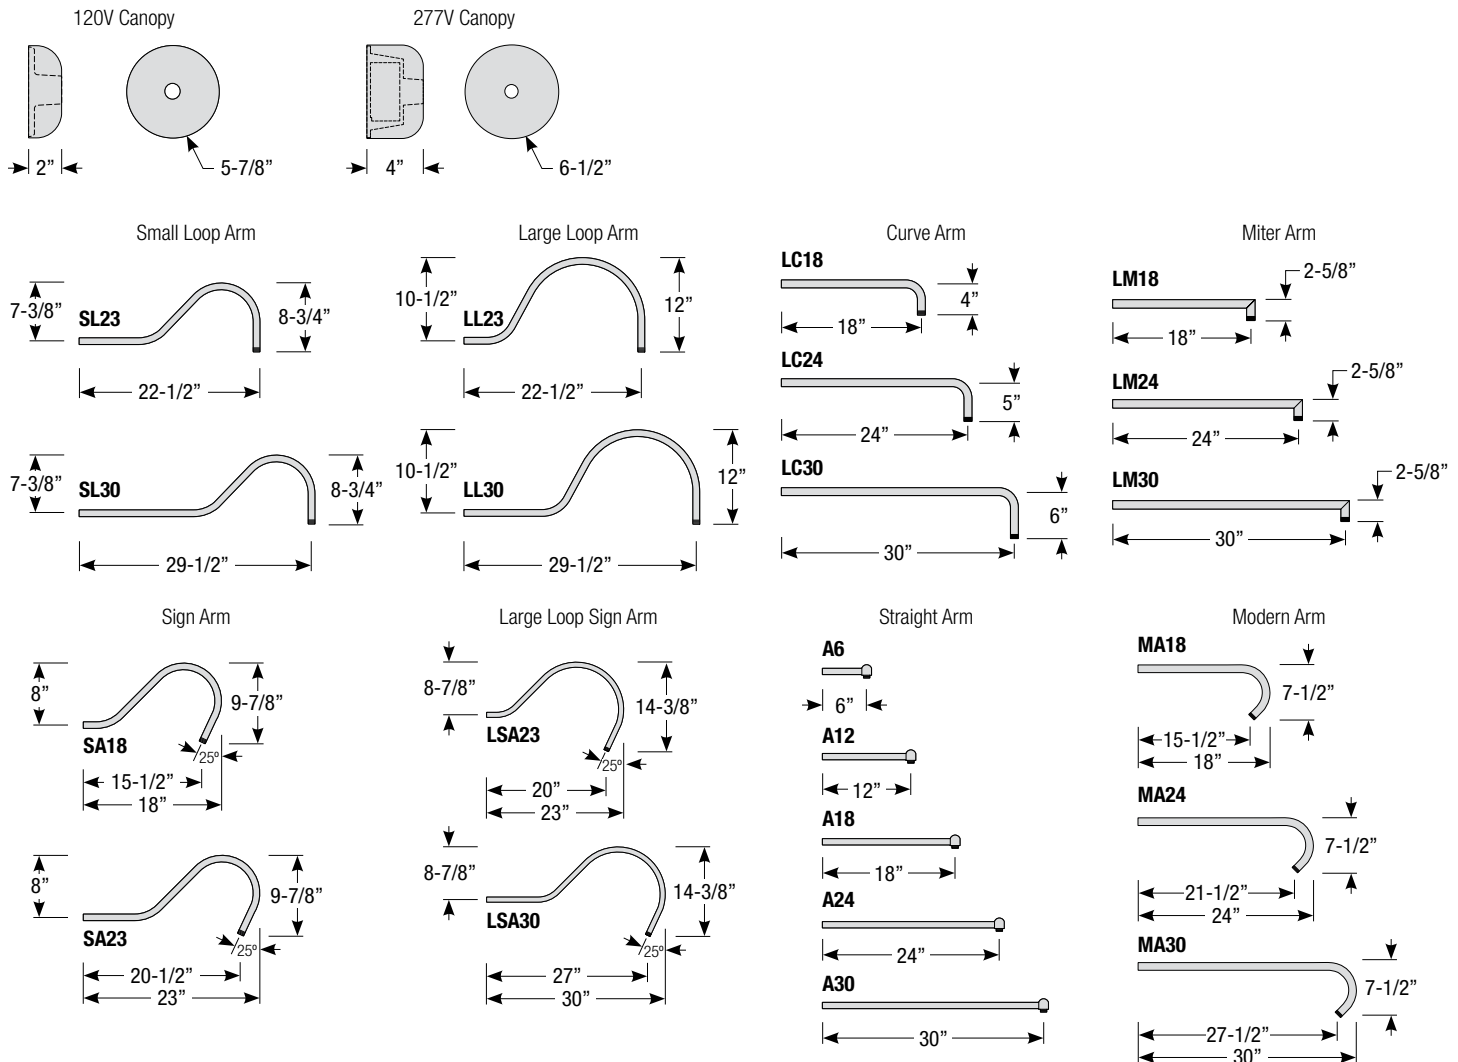 120V Canopy
277V Canopy
2”
5-7/8”
4”
6-1/2”
Small Loop Arm
7-3/8”
SL23
8-3/4”
22-1/2”
7-3/8”
SL30
8-3/4”
29-1/2”
Large Loop Arm
10-1/2”
LL23
12”
22-1/2”
10-1/2”
LL30
12”
29-1/2”
Curve Arm
LC18
4”
18”
LC24
5”
24”
LC30
6”
30”
Miter Arm
LM18
2-5/8”
18”
LM24
2-5/8”
24”
LM30
2-5/8”
30”
Sign Arm
8”
9-7/8”
SA18
25º
15-1/2”
18”
8”
9-7/8”
SA23
25º
20-1/2”
23”
Large Loop Sign Arm
8-7/8”
14-3/8”
LSA23
25º
20”
23”
8-7/8”
14-3/8”
LSA30
25º
27”
30”
Straight Arm
A6
6”
A12
12”
A18
18”
A24
24”
A30
30”
Modern Arm
MA18
7-1/2”
15-1/2”
18”
MA24
7-1/2”
21-1/2”
24”
MA30
7-1/2”
27-1/2”
30”